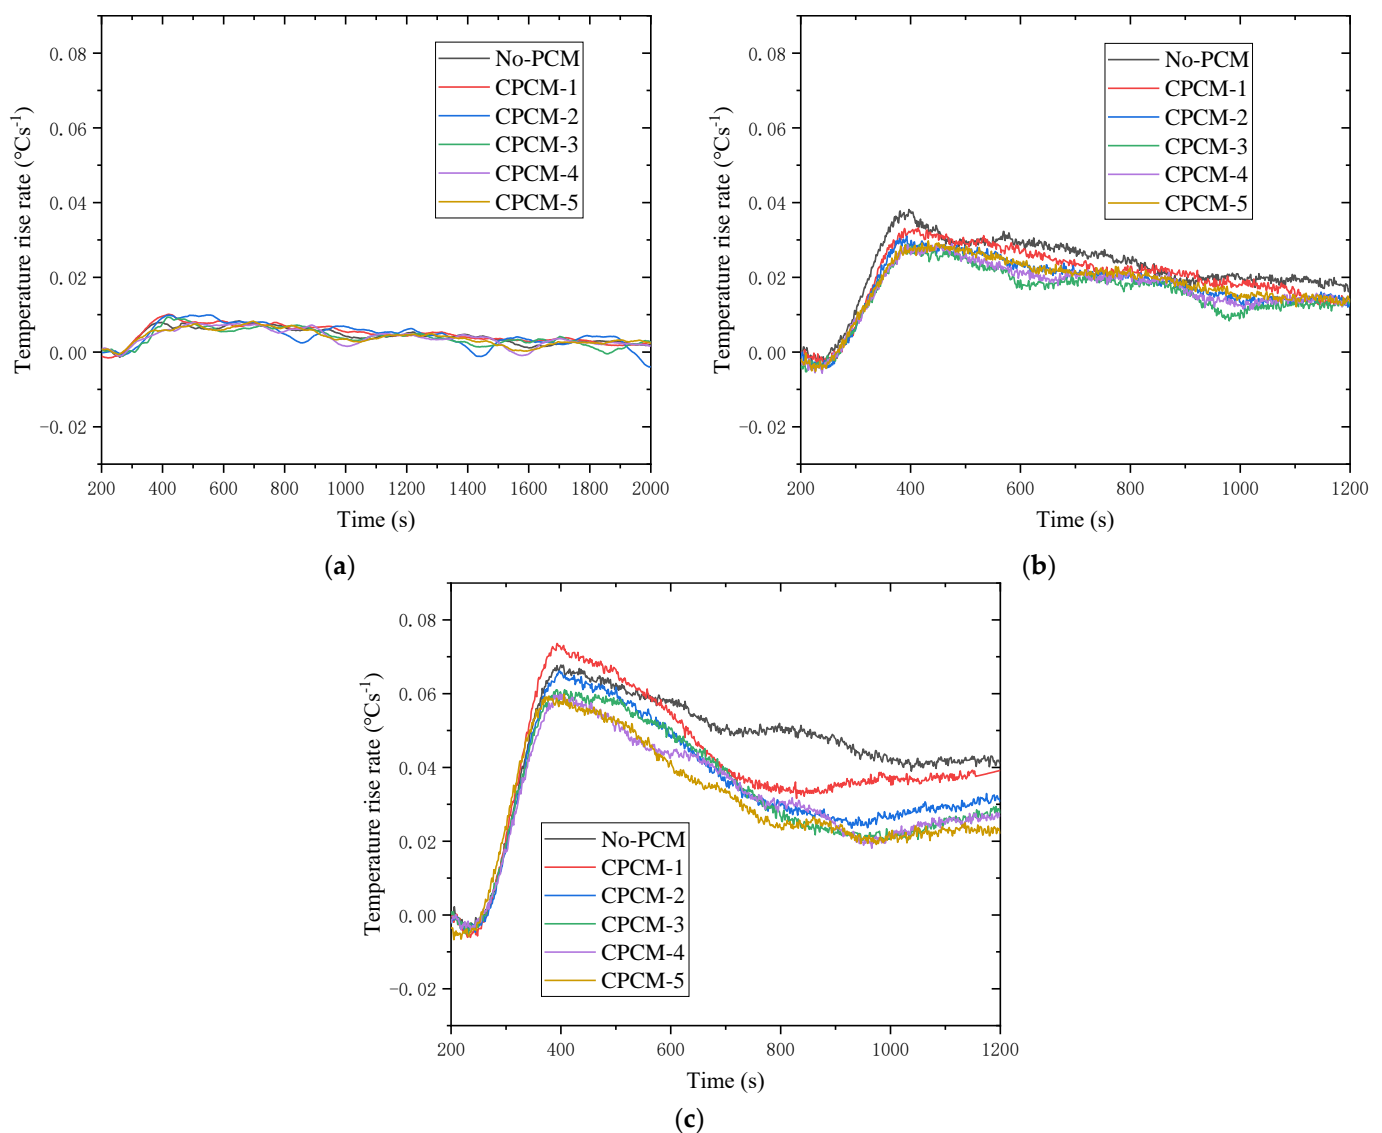 Temperature rise rate (°Cs⁻¹)
0.08
0.06
0.04
0.02
0.00
−0.02
No-PCM
CPCM-1
CPCM-2
CPCM-3
CPCM-4
CPCM-5
200 400 600 800 1000 1200 1400 1600 1800 2000
Time (s)
(a)
Temperature rise rate (°Cs⁻¹)
0.08
0.06
0.04
0.02
0.00
−0.02
No-PCM
CPCM-1
CPCM-2
CPCM-3
CPCM-4
CPCM-5
200 400 600 800 1000 1200
Time (s)
(b)
Temperature rise rate (°Cs⁻¹)
0.08
0.06
0.04
0.02
0.00
−0.02
No-PCM
CPCM-1
CPCM-2
CPCM-3
CPCM-4
CPCM-5
200 400 600 800 1000 1200
Time (s)
(c)